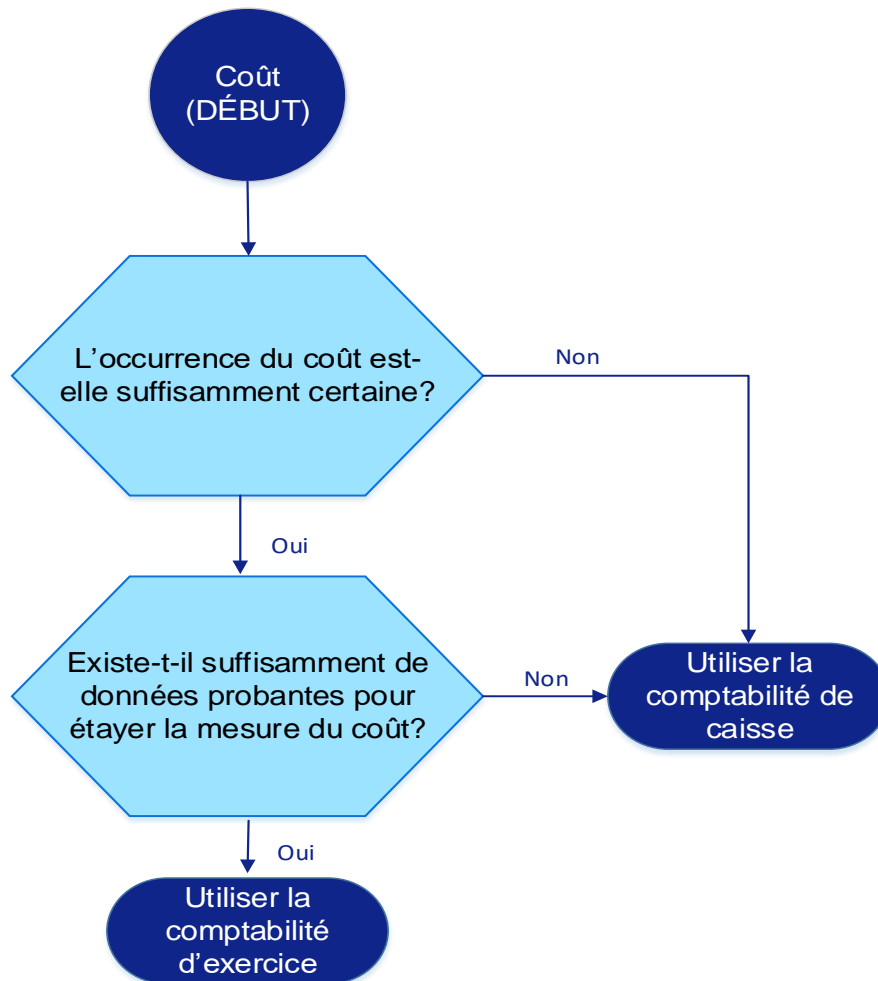 Coût
(DÉBUT)
L'occurrence du coût est-
elle suffisamment certaine?
Non
Oui
Existe-t-il suffisamment de
données probantes pour
étayer la mesure du coût?
Non
Utiliser la
comptabilité de
caisse
Oui
Utiliser la
comptabilité
d'exercice